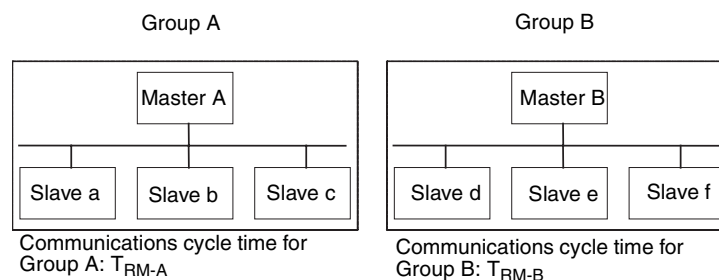 Group A
Group B
Master A
Master B
Slave a
Slave b
Slave c
Slave d
Slave e
Slave f
Communications cycle time for
Group A: TRM-A
Communications cycle time for
Group B: TRM-B